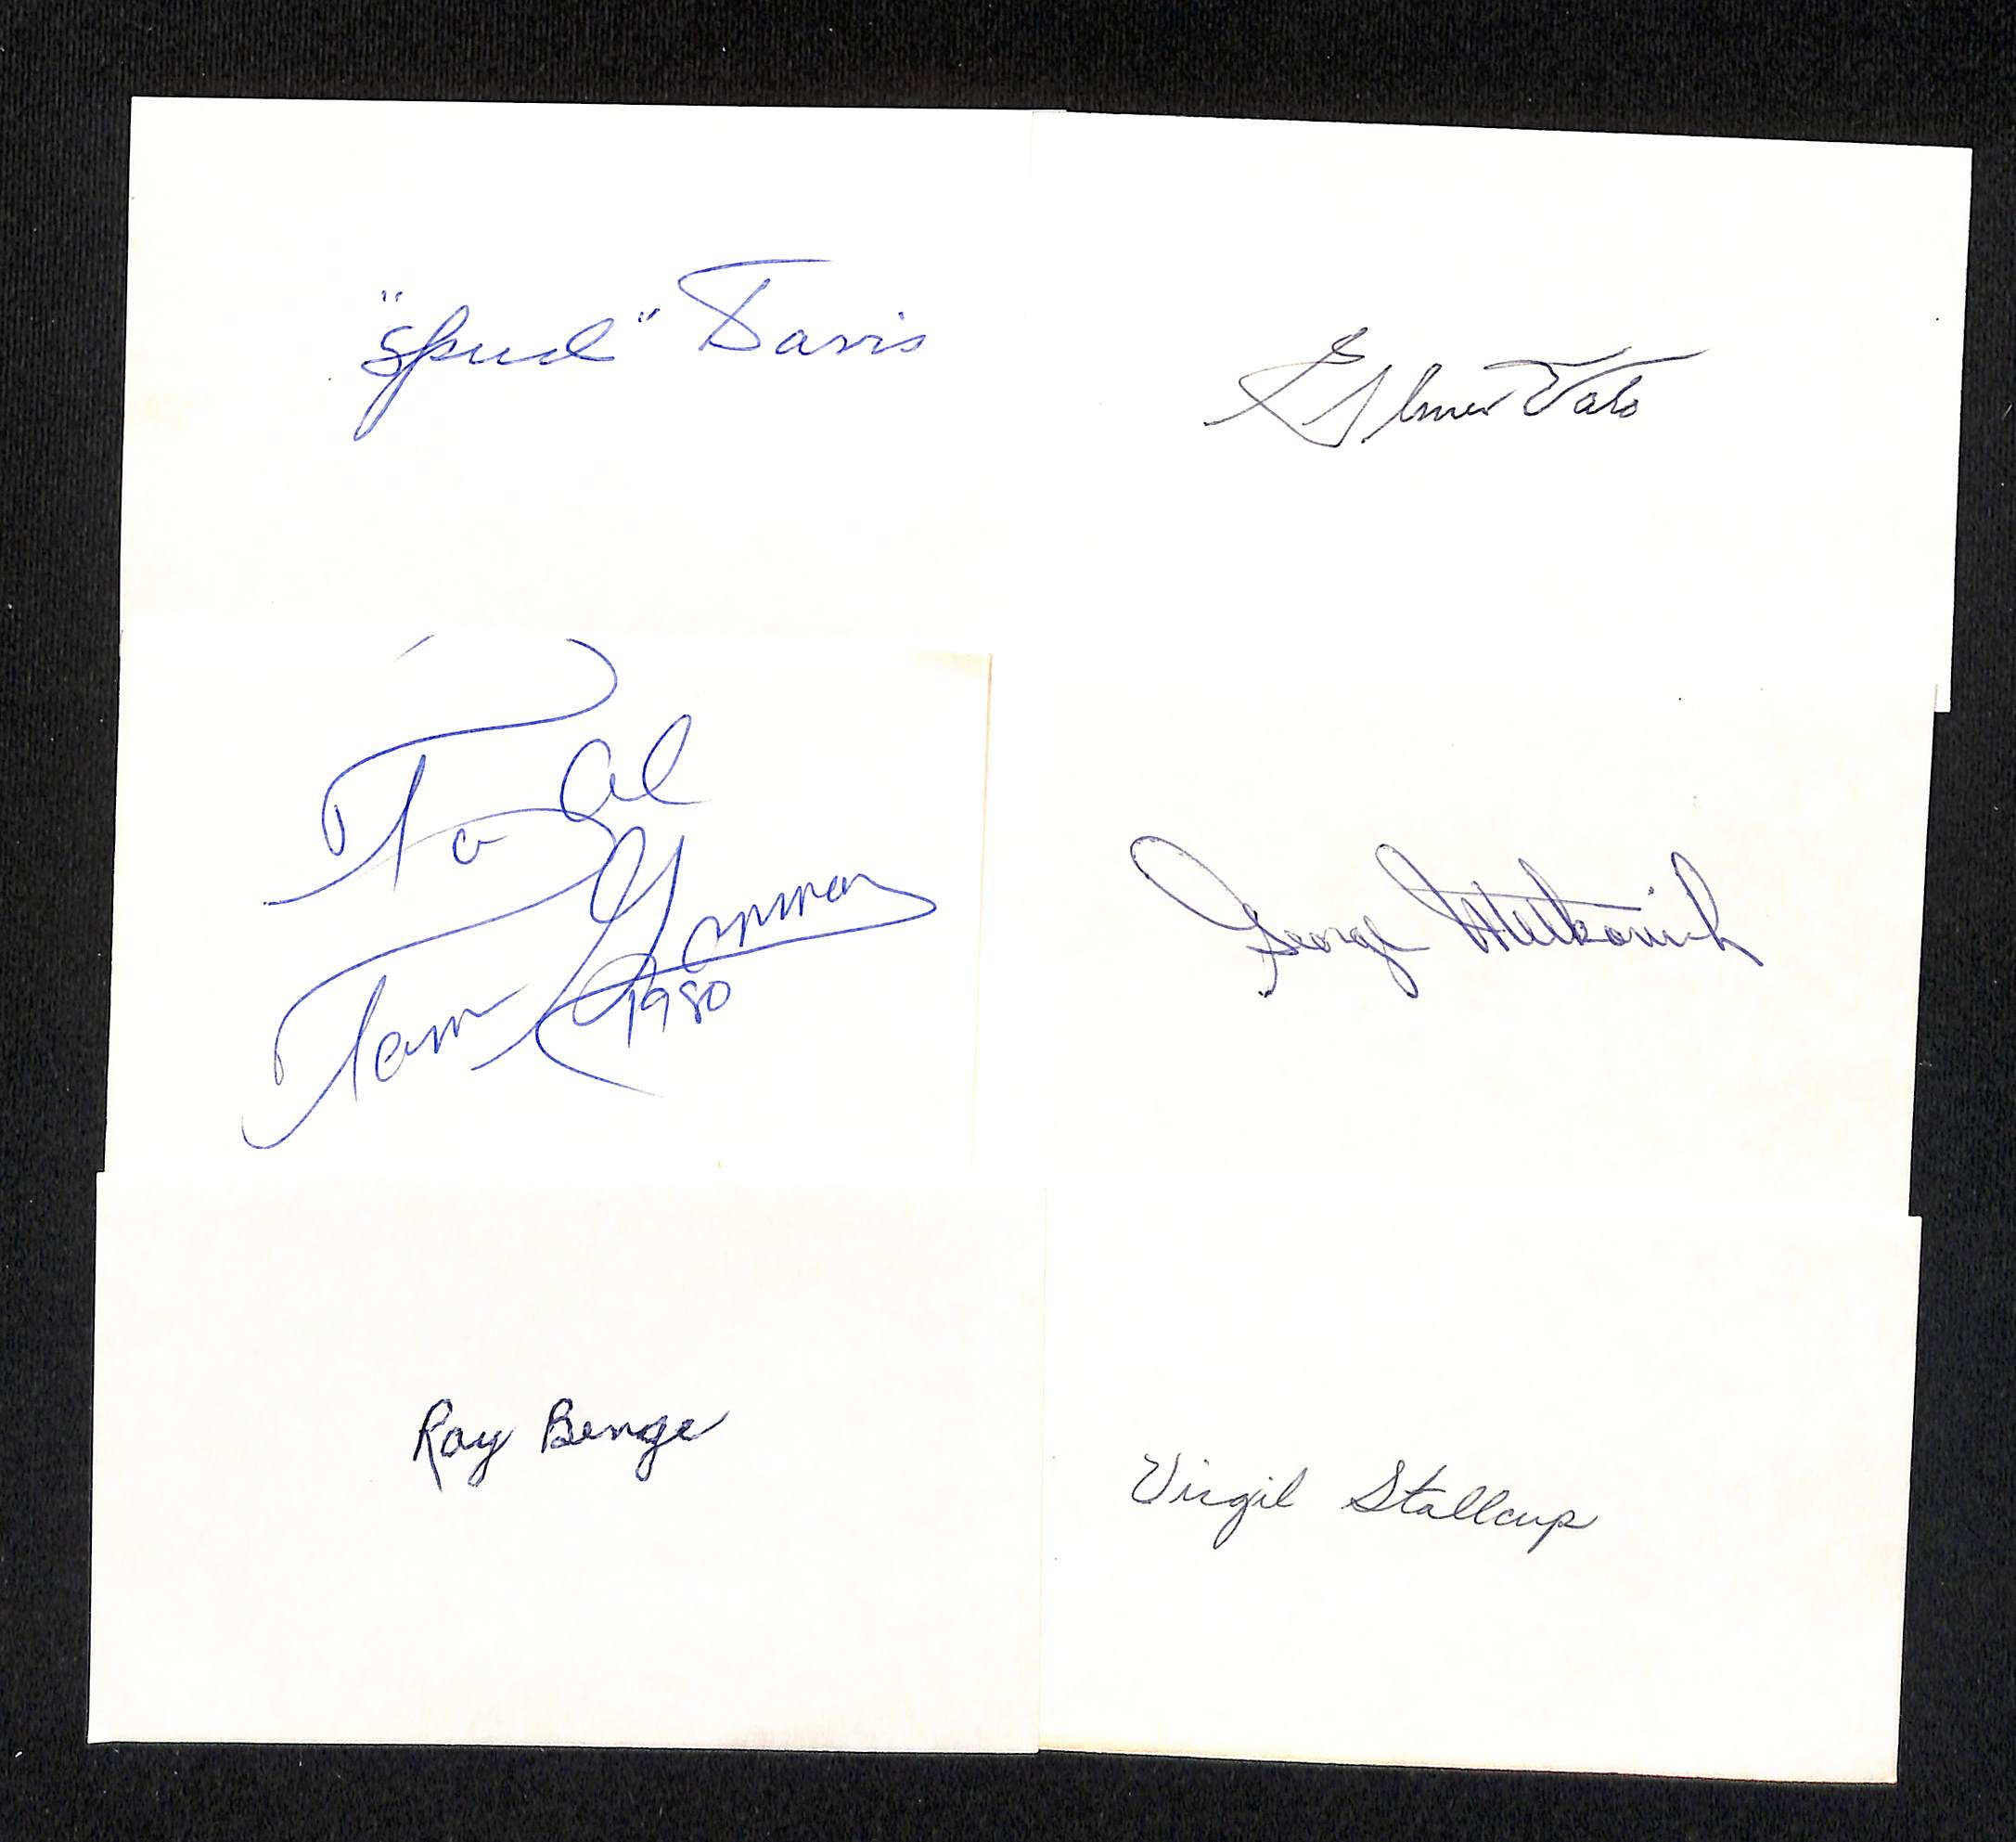 "Spud" Davis
Elmer Valo
To Al
Tom Gorman
1980
George Metkovich
Ray Benge
Virgil Stallcup